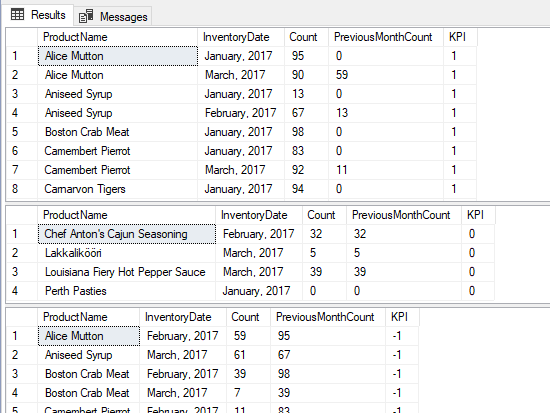 Results Messages
ProductName InventoryDate Count PreviousMonthCount KPI
1 Alice Mutton January, 2017 95 0 1
2 Alice Mutton March, 2017 90 59 1
3 Aniseed Syrup January, 2017 13 0 1
4 Aniseed Syrup February, 2017 67 13 1
5 Boston Crab Meat January, 2017 98 0 1
6 Camembert Pierrot January, 2017 83 0 1
7 Camembert Pierrot March, 2017 92 11 1
8 Carnarvon Tigers January, 2017 94 0 1
ProductName InventoryDate Count PreviousMonthCount KPI
1 Chef Anton's Cajun Seasoning February, 2017 32 32 0
2 Lakkalikööri March, 2017 5 5 0
3 Louisiana Fiery Hot Pepper Sauce March, 2017 39 39 0
4 Perth Pasties January, 2017 0 0 0
ProductName InventoryDate Count PreviousMonthCount KPI
1 Alice Mutton February, 2017 59 95 -1
2 Aniseed Syrup March, 2017 61 67 -1
3 Boston Crab Meat February, 2017 39 98 -1
4 Boston Crab Meat March, 2017 7 39 -1
5 Camembert Pierrot February, 2017 11 83 -1